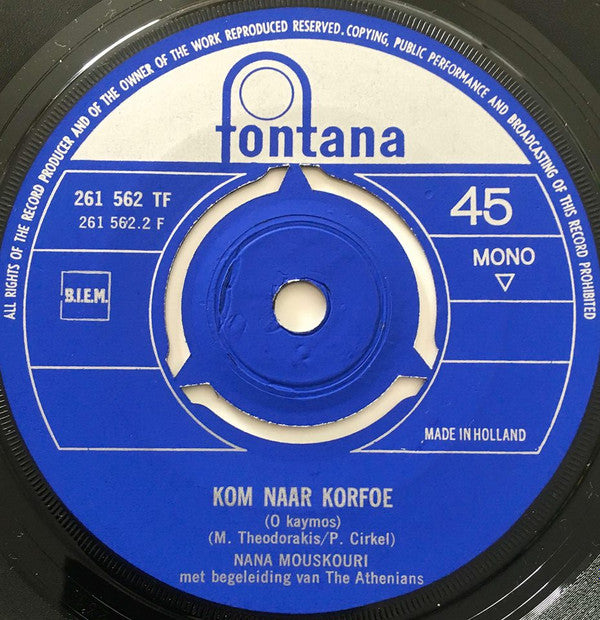 ALL RIGHTS OF THE RECORD PRODUCER AND OF THE OWNER OF THE WORK REPRODUCED RESERVED. COPYING, PUBLIC PERFORMANCE AND BROADCASTING OF THIS RECORD PROHIBITED
fontana
261 562 TF
261 562.2 F
45
MONO
B.I.E.M.
MADE IN HOLLAND
KOM NAAR KORFOE
(O kaymos)
(M. Theodorakis/P. Cirkel)
NANA MOUSKOURI
met begeleiding van The Athenians